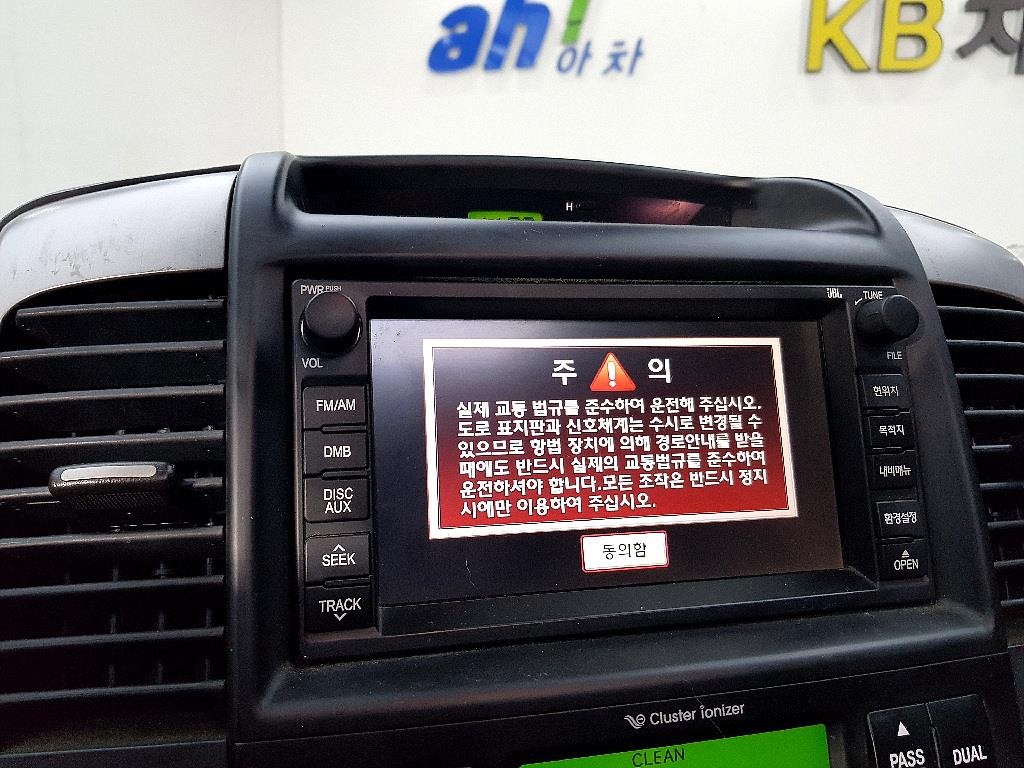 ah!
아차
KB
H
PWR PUSH
VOL
FM/AM
DMB
DISC
AUX
SEEK
TRACK
주 의
실제 교통 법규를 준수하여 운전해 주십시오.
도로 표지판과 신호체계는 수시로 변경될 수
있으므로 항법 장치에 의해 경로안내를 받을
때에도 반드시 실제의 교통법규를 준수하여
운전하셔야 합니다.모든 조작은 반드시 정지
시에만 이용하여 주십시오.
동의함
JBL
TUNE
FILE
현위치
목적지
내비메뉴
환경설정
OPEN
Cluster ionizer
CLEAN
PASS
DUAL